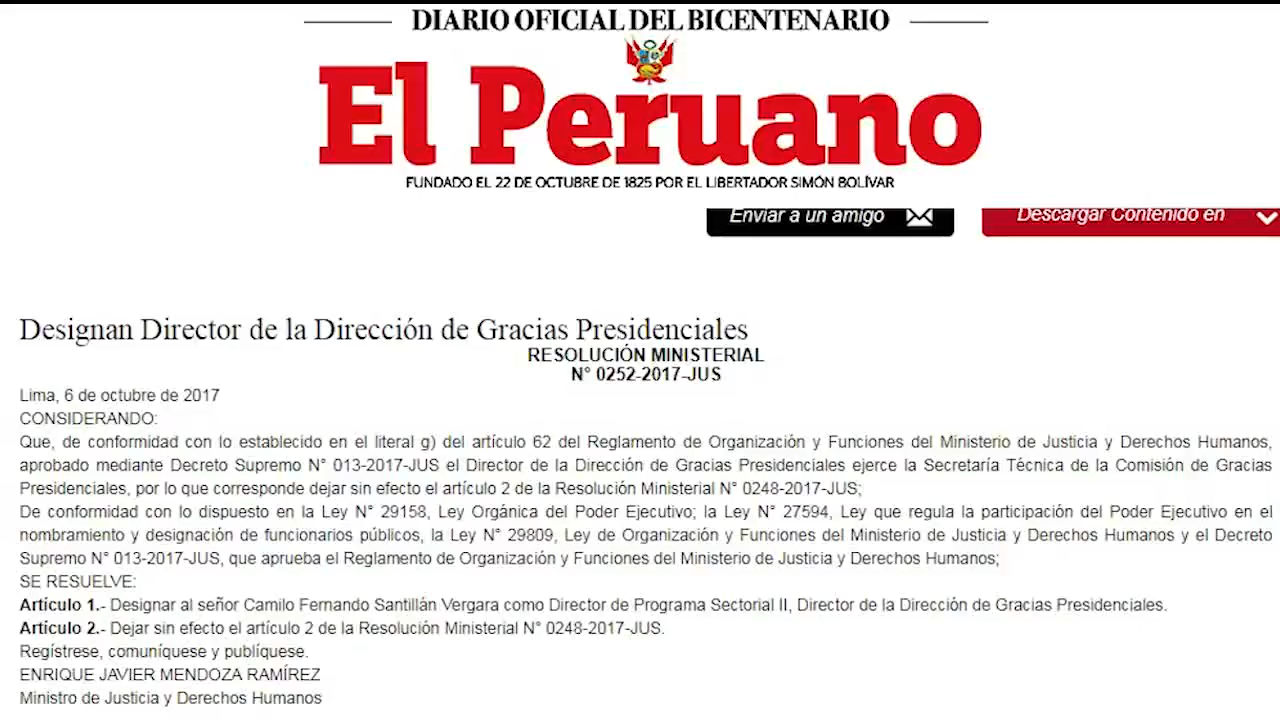 DIARIO OFICIAL DEL BICENTENARIO
El Peruano
FUNDADO EL 22 DE OCTUBRE DE 1825 POR EL LIBERTADOR SIMÓN BOLÍVAR
Enviar a un amigo
Descargar Contenido en
Designan Director de la Dirección de Gracias Presidenciales
RESOLUCIÓN MINISTERIAL
N° 0252-2017-JUS
Lima, 6 de octubre de 2017
CONSIDERANDO:
Que, de conformidad con lo establecido en el literal g) del artículo 62 del Reglamento de Organización y Funciones del Ministerio de Justicia y Derechos Humanos,
aprobado mediante Decreto Supremo N° 013-2017-JUS el Director de la Dirección de Gracias Presidenciales ejerce la Secretaría Técnica de la Comisión de Gracias
Presidenciales, por lo que corresponde dejar sin efecto el artículo 2 de la Resolución Ministerial N° 0248-2017-JUS;
De conformidad con lo dispuesto en la Ley N° 29158, Ley Orgánica del Poder Ejecutivo; la Ley N° 27594, Ley que regula la participación del Poder Ejecutivo en el
nombramiento y designación de funcionarios públicos, la Ley N° 29809, Ley de Organización y Funciones del Ministerio de Justicia y Derechos Humanos y el Decreto
Supremo N° 013-2017-JUS, que aprueba el Reglamento de Organización y Funciones del Ministerio de Justicia y Derechos Humanos;
SE RESUELVE:
Artículo 1.- Designar al señor Camilo Fernando Santillán Vergara como Director de Programa Sectorial II, Director de la Dirección de Gracias Presidenciales.
Artículo 2.- Dejar sin efecto el artículo 2 de la Resolución Ministerial N° 0248-2017-JUS.
Regístrese, comuníquese y publíquese.
ENRIQUE JAVIER MENDOZA RAMÍREZ
Ministro de Justicia y Derechos Humanos